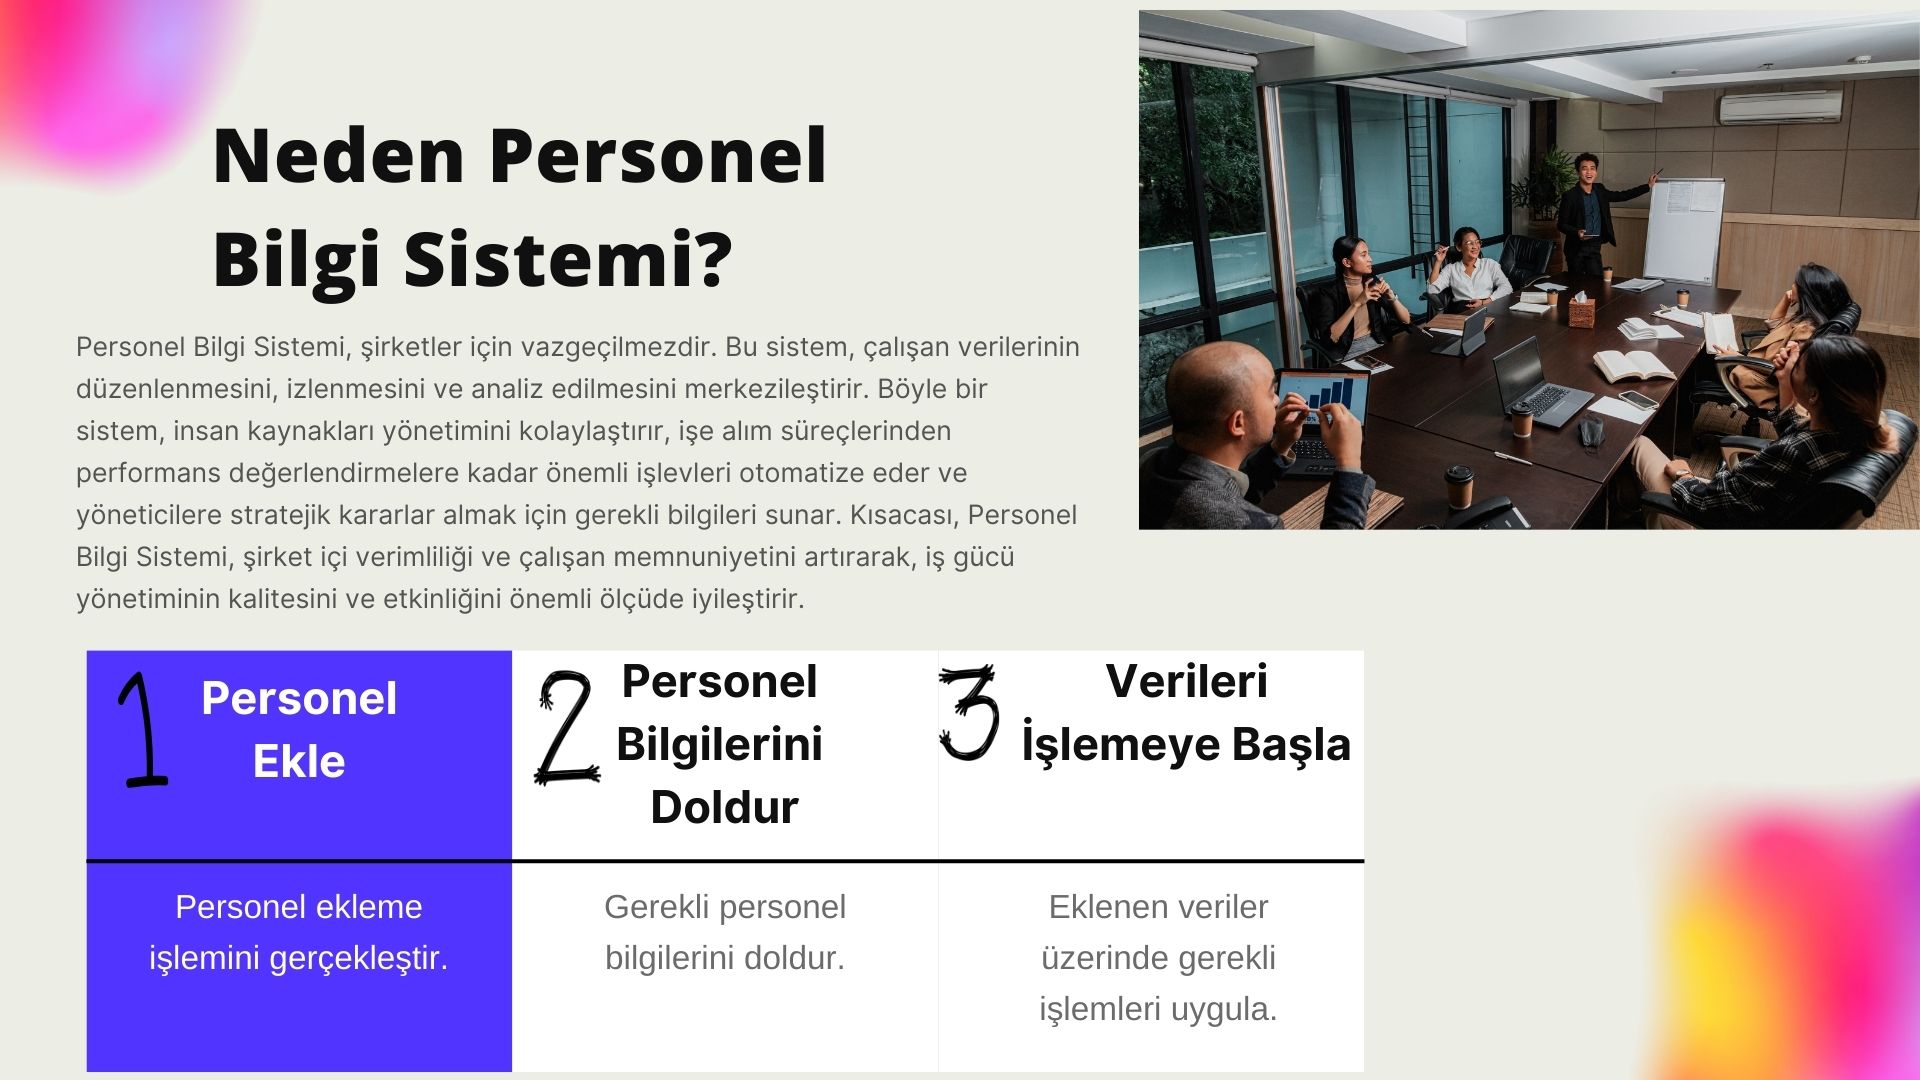 Neden Personel
Bilgi Sistemi?
Personel Bilgi Sistemi, şirketler için vazgeçilmezdir. Bu sistem, çalışan verilerinin
düzenlenmesini, izlenmesini ve analiz edilmesini merkezileştirir. Böyle bir
sistem, insan kaynakları yönetimini kolaylaştırır, işe alım süreçlerinden
performans değerlendirmelere kadar önemli işlevleri otomatize eder ve
yöneticilere stratejik kararlar almak için gerekli bilgileri sunar. Kısacası, Personel
Bilgi Sistemi, şirket içi verimliliği ve çalışan memnuniyetini artırarak, iş gücü
yönetiminin kalitesini ve etkinliğini önemli ölçüde iyileştirir.
1
Personel
Ekle
Personel ekleme
işlemini gerçekleştir.
2
Personel
Bilgilerini
Doldur
Gerekli personel
bilgilerini doldur.
3
Verileri
İşlemeye Başla
Eklenen veriler
üzerinde gerekli
işlemleri uygula.